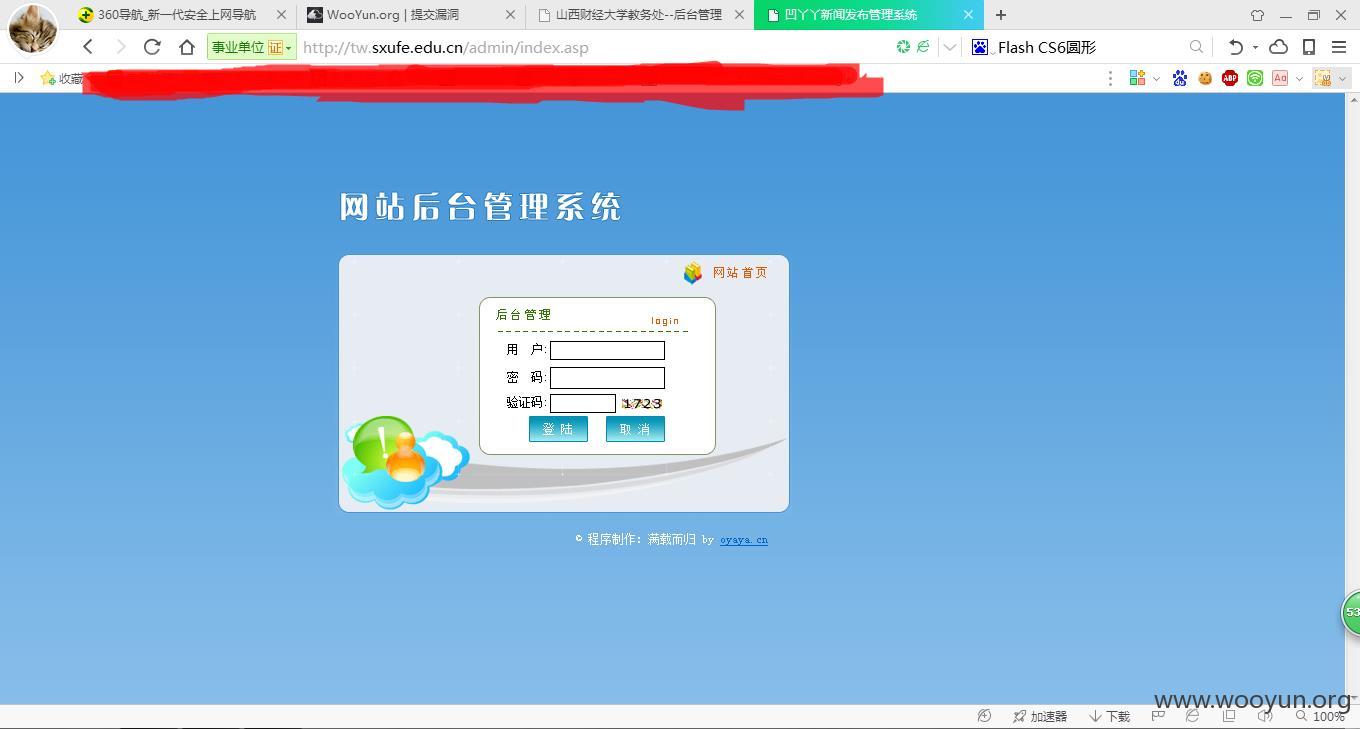 360导航_新一代安全上网导航
WooYun.org | 提交漏洞
山西财经大学教务处--后台管理
凹丫丫新闻发布管理系统
事业单位 证
http://tw.sxufe.edu.cn/admin/index.asp
Flash CS6圆形
收藏
ABP
Aa
网站后台管理系统
网站首页
后台管理
login
用 户:
密 码:
验证码: 1723
登 陆
取 消
© 程序制作: 满载而归 by oyaya.cn
53
www.wooyun.org
加速器
下载
100%